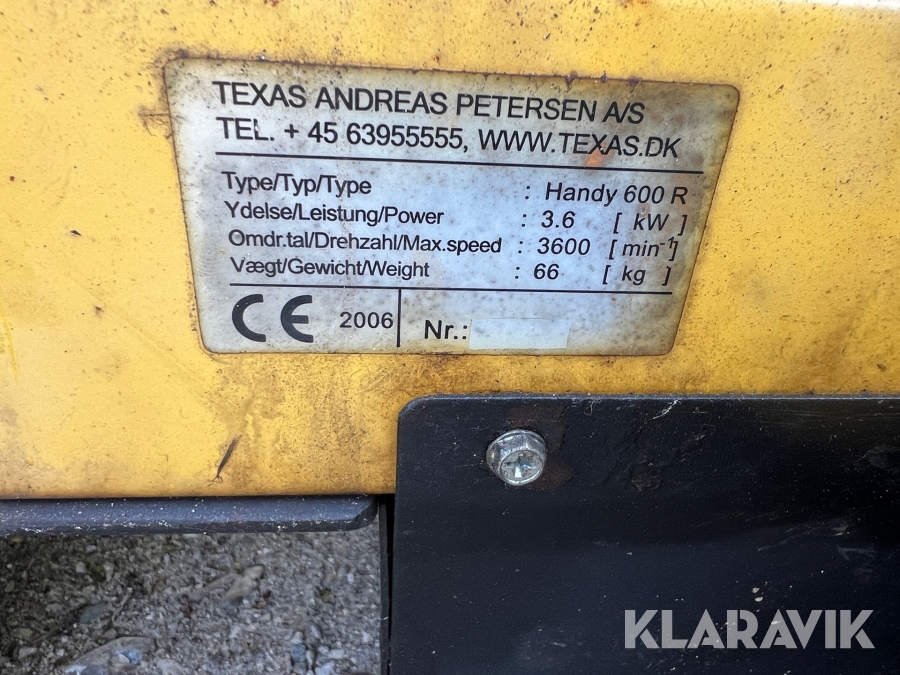 TEXAS ANDREAS PETERSEN A/S
TEL. + 45 63955555, WWW.TEXAS.DK
Type/Typ/Type : Handy 600 R
Ydelse/Leistung/Power : 3.6 [ kW ]
Omdr.tal/Drehzahl/Max.speed : 3600 [ min-1]
Vægt/Gewicht/Weight : 66 [ kg ]
CE 2006 Nr.:
KLARAVIK